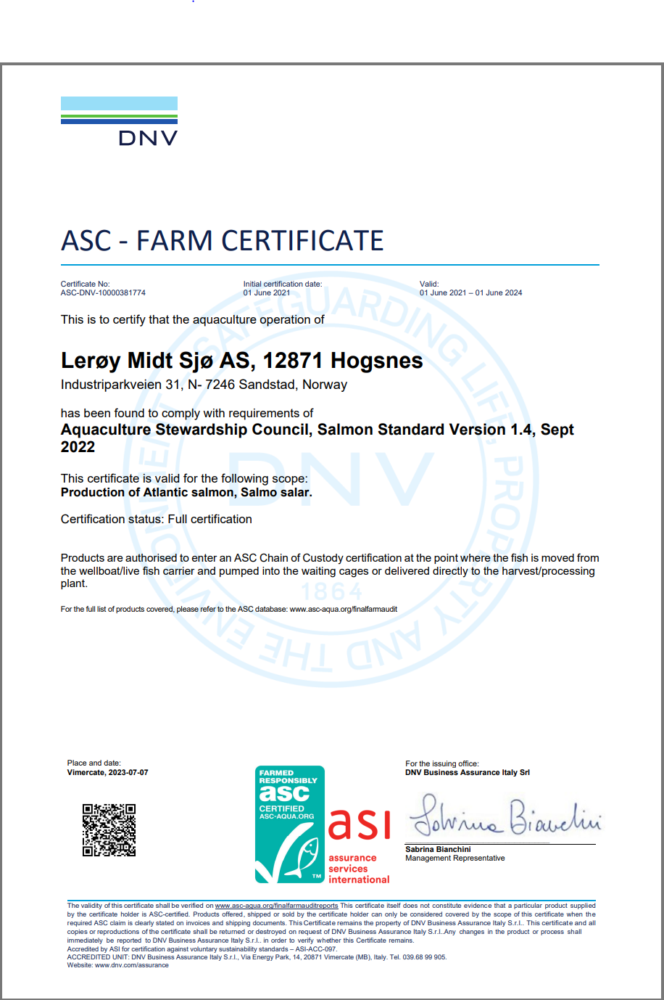 DNV
ASC - FARM CERTIFICATE
Certificate No:
ASC-DNV-10000381774
Initial certification date:
01 June 2021
Valid:
01 June 2021 – 01 June 2024
This is to certify that the aquaculture operation of
Lerøy Midt Sjø AS, 12871 Hogsnes
Industriparkveien 31, N- 7246 Sandstad, Norway
has been found to comply with requirements of
Aquaculture Stewardship Council, Salmon Standard Version 1.4, Sept
2022
This certificate is valid for the following scope:
Production of Atlantic salmon, Salmo salar.
Certification status: Full certification
Products are authorised to enter an ASC Chain of Custody certification at the point where the fish is moved from
the wellboat/live fish carrier and pumped into the waiting cages or delivered directly to the harvest/processing
plant.
For the full list of products covered, please refer to the ASC database: www.asc-aqua.org/finalfarmaudit
SAFEGUARDING LIFE, PROPERTY AND THE ENVIRONMENT
DNV
1864
Place and date:
Vimercate, 2023-07-07
FARMED
RESPONSIBLY
asc
CERTIFIED
ASC-AQUA.ORG
TM
asi
assurance
services
international
For the issuing office:
DNV Business Assurance Italy Srl
Sabrina Bianchini
Sabrina Bianchini
Management Representative
The validity of this certificate shall be verified on www.asc-aqua.org/finalfarmauditreports This certificate itself does not constitute evidence that a particular product supplied
by the certificate holder is ASC-certified. Products offered, shipped or sold by the certificate holder can only be considered covered by the scope of this certificate when the
required ASC claim is clearly stated on invoices and shipping documents. This Certificate remains the property of DNV Business Assurance Italy S.r.l.. This certificate and all
copies or reproductions of the certificate shall be returned or destroyed on request of DNV Business Assurance Italy S.r.l..Any changes in the product or process shall
immediately be reported to DNV Business Assurance Italy S.r.l.. in order to verify whether this Certificate remains.
Accredited by ASI for certification against voluntary sustainability standards – ASI-ACC-097.
ACCREDITED UNIT: DNV Business Assurance Italy S.r.l., Via Energy Park, 14, 20871 Vimercate (MB), Italy. Tel. 039.68 99 905.
Website: www.dnv.com/assurance